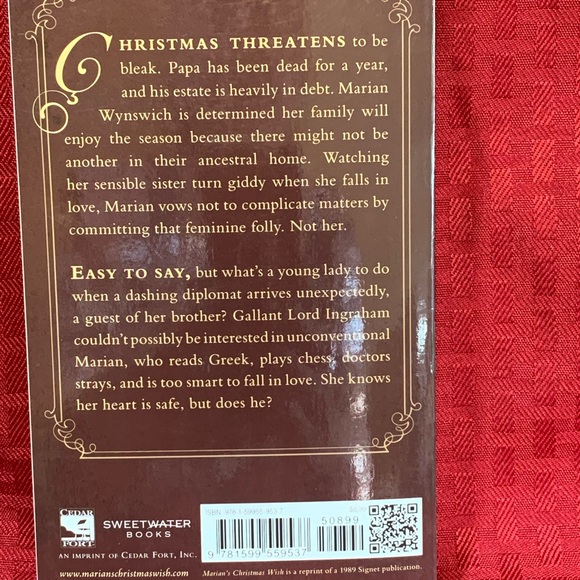 CHRISTMAS THREATENS to be
bleak. Papa has been dead for a year,
and his estate is heavily in debt. Marian
Wynswich is determined her family will
enjoy the season because there might not be
another in their ancestral home. Watching
her sensible sister turn giddy when she falls in
love, Marian vows not to complicate matters by
committing that feminine folly. Not her.
EASY TO SAY, but what's a young lady to do
when a dashing diplomat arrives unexpectedly,
a guest of her brother? Gallant Lord Ingraham
couldn't possibly be interested in unconventional
Marian, who reads Greek, plays chess, doctors
strays, and is too smart to fall in love. She knows
her heart is safe, but does he?
ISBN 978-1-59955-953-7
50899
9 781599 559537
CEDAR
FORT
SWEETWATER
BOOKS
AN IMPRINT OF CEDAR FORT, INC.
www.marianschristmaswish.com
Marian's Christmas Wish is a reprint of a 1989 Signet publication.